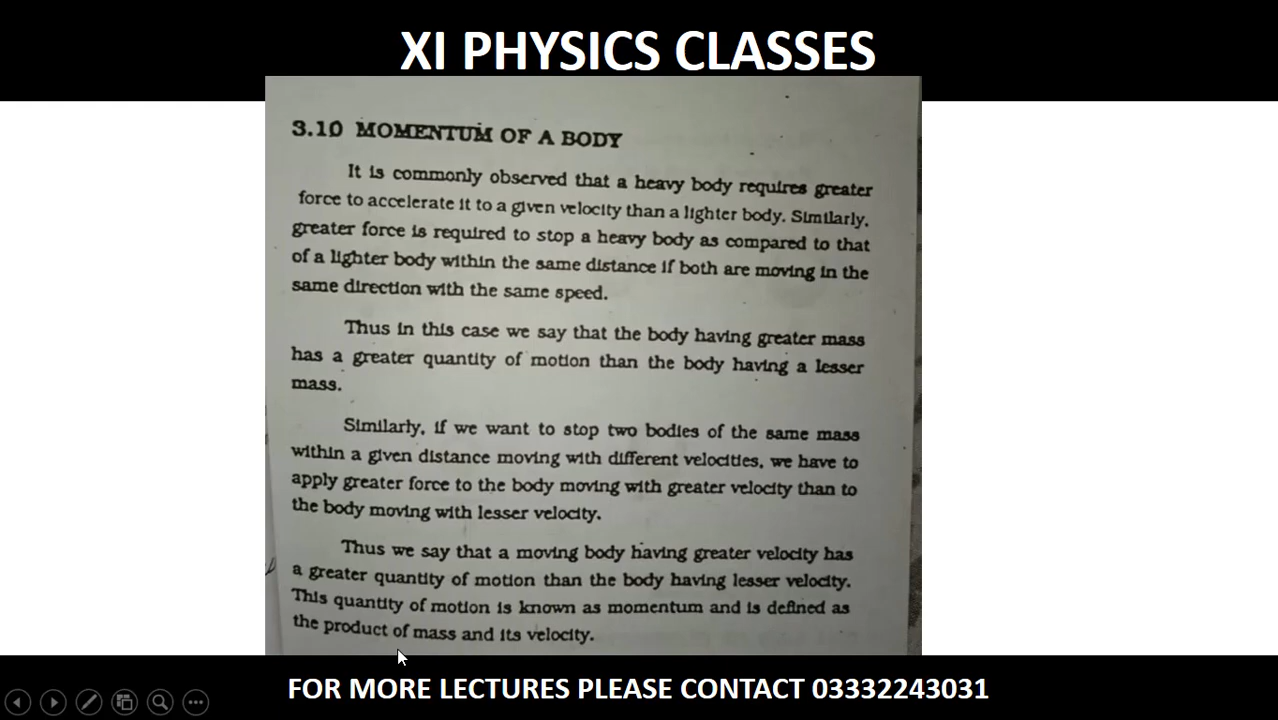 XI PHYSICS CLASSES
3.10 MOMENTUM OF A BODY
It is commonly observed that a heavy body requires greater
force to accelerate it to a given velocity than a lighter body. Similarly,
greater force is required to stop a heavy body as compared to that
of a lighter body within the same distance if both are moving in the
same direction with the same speed.
Thus in this case we say that the body having greater mass
has a greater quantity of motion than the body having a lesser
mass.
Similarly, if we want to stop two bodies of the same mass
within a given distance moving with different velocities, we have to
apply greater force to the body moving with greater velocity than to
the body moving with lesser velocity.
Thus we say that a moving body having greater velocity has
a greater quantity of motion than the body having lesser velocity.
This quantity of motion is known as momentum and is defined as
the product of mass and its velocity.
FOR MORE LECTURES PLEASE CONTACT 03332243031